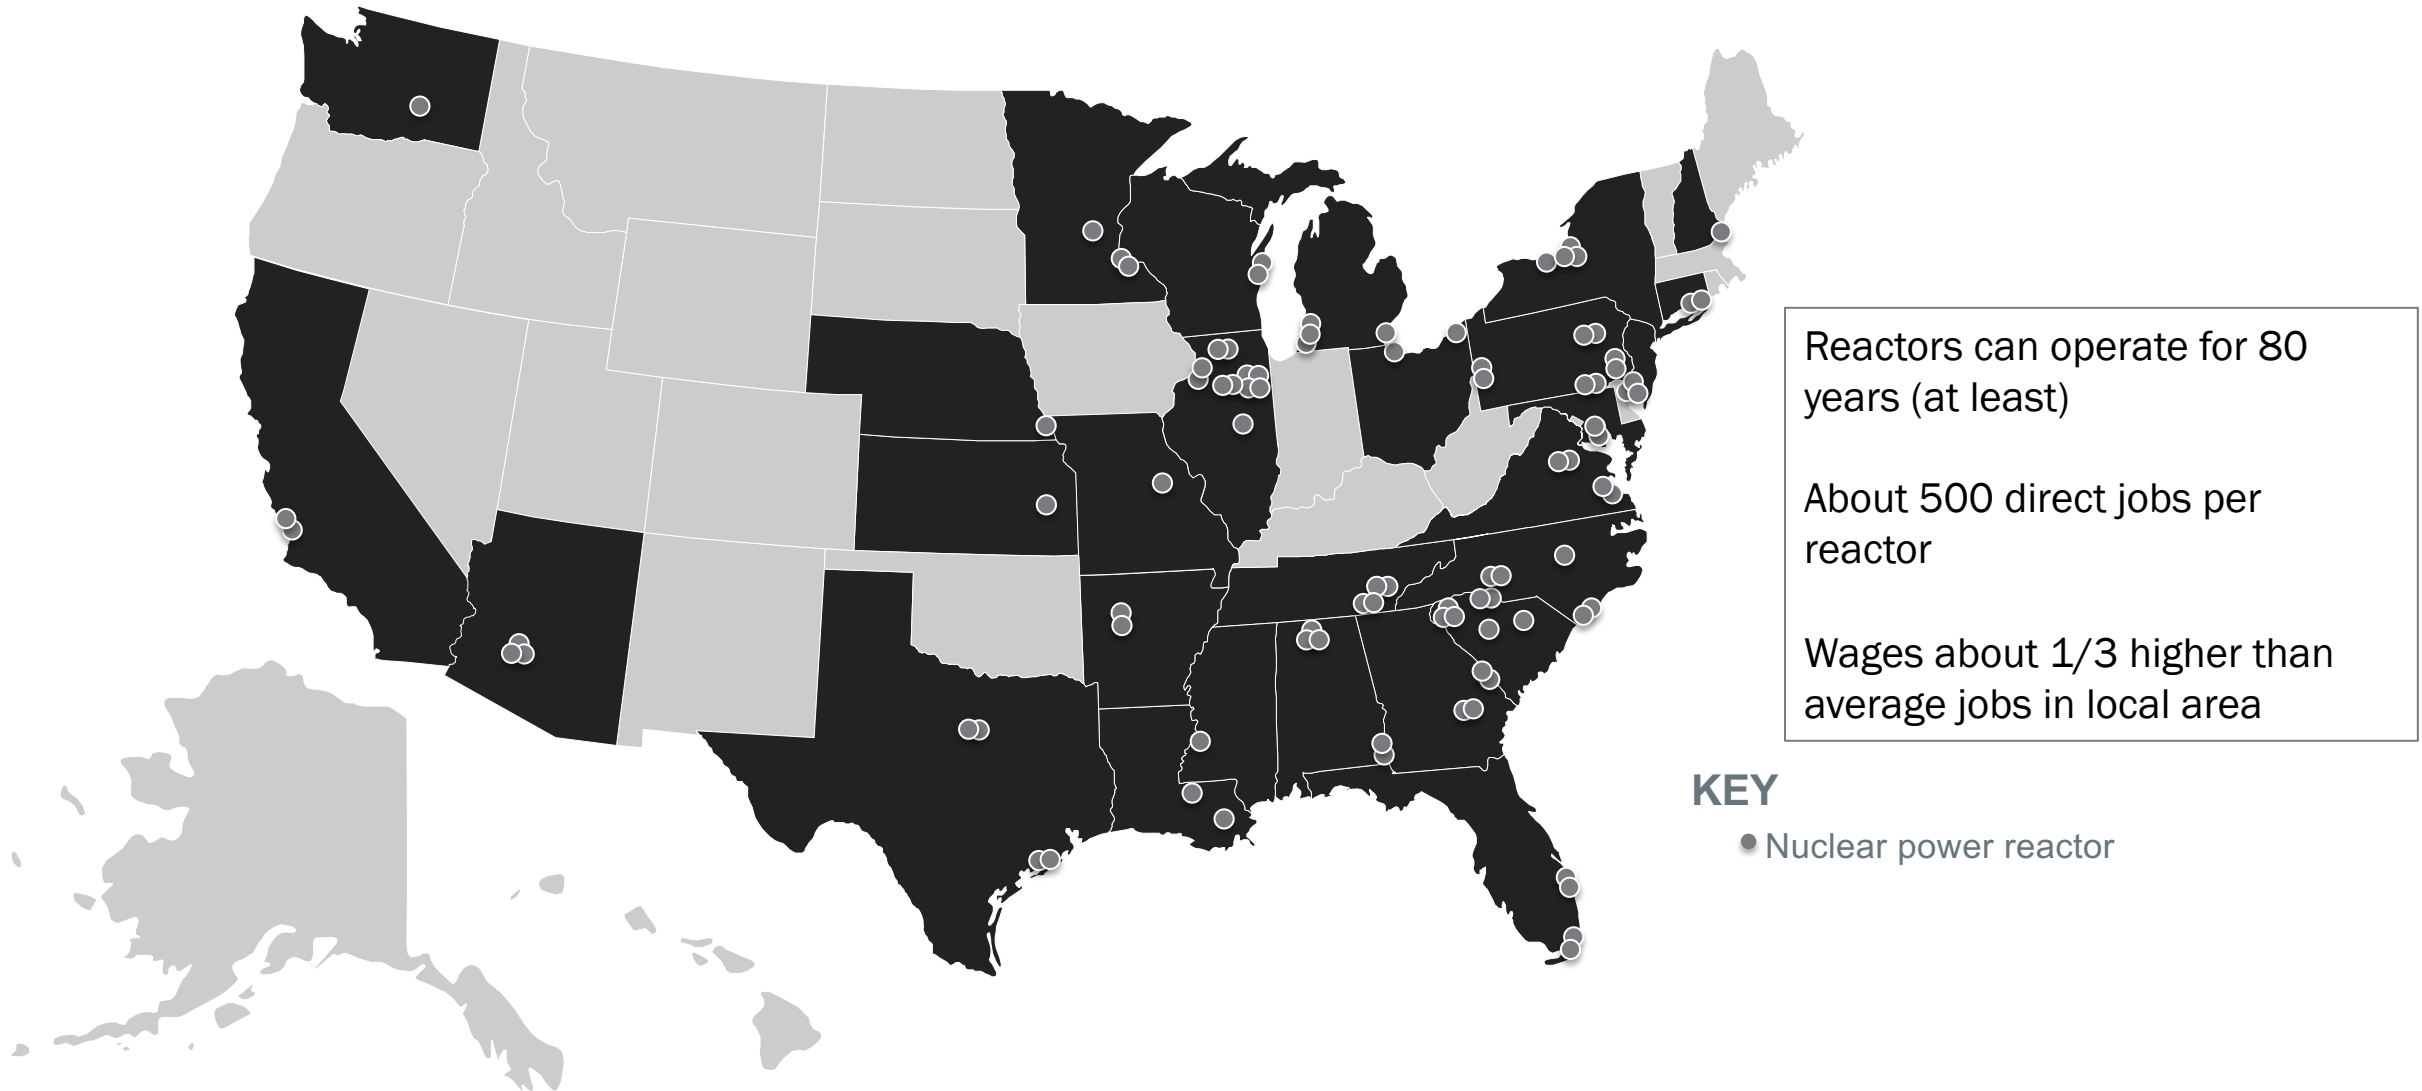 Reactors can operate for 80
years (at least)
About 500 direct jobs per
reactor
Wages about 1/3 higher than
average jobs in local area
KEY
Nuclear power reactor